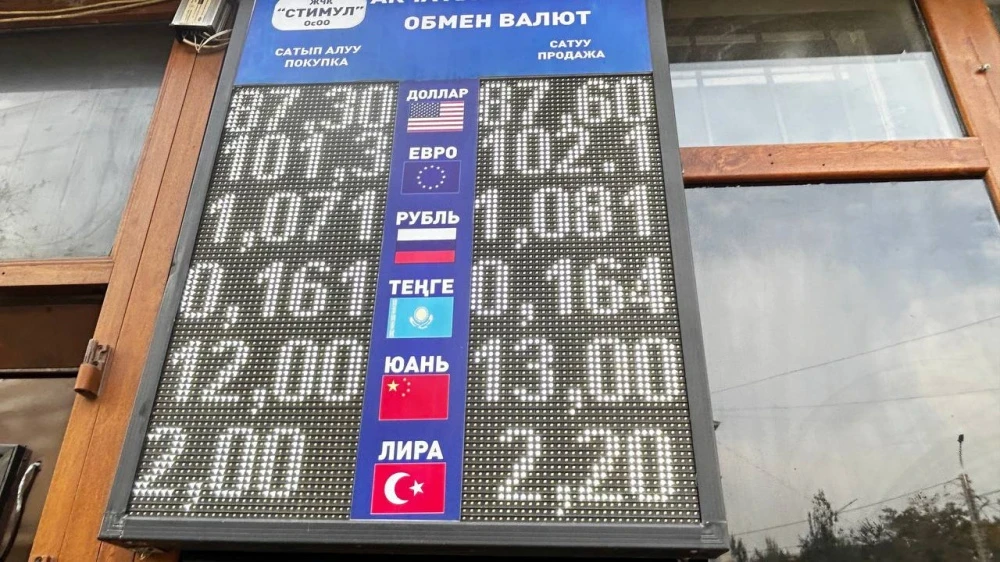 ЖЧК
"СТИМУЛ"
ОсОО
ОБМЕН ВАЛЮТ
САТЫП АЛУУ
ПОКУПКА
САТУУ
ПРОДАЖА
87,30 ДОЛЛАР 87,60
101,3 ЕВРО 102.1
1,071 РУБЛЬ 1,081
0,161 ТЕҢГЕ 0,164
12,00 ЮАНЬ 13,00
2,00 ЛИРА 2,20